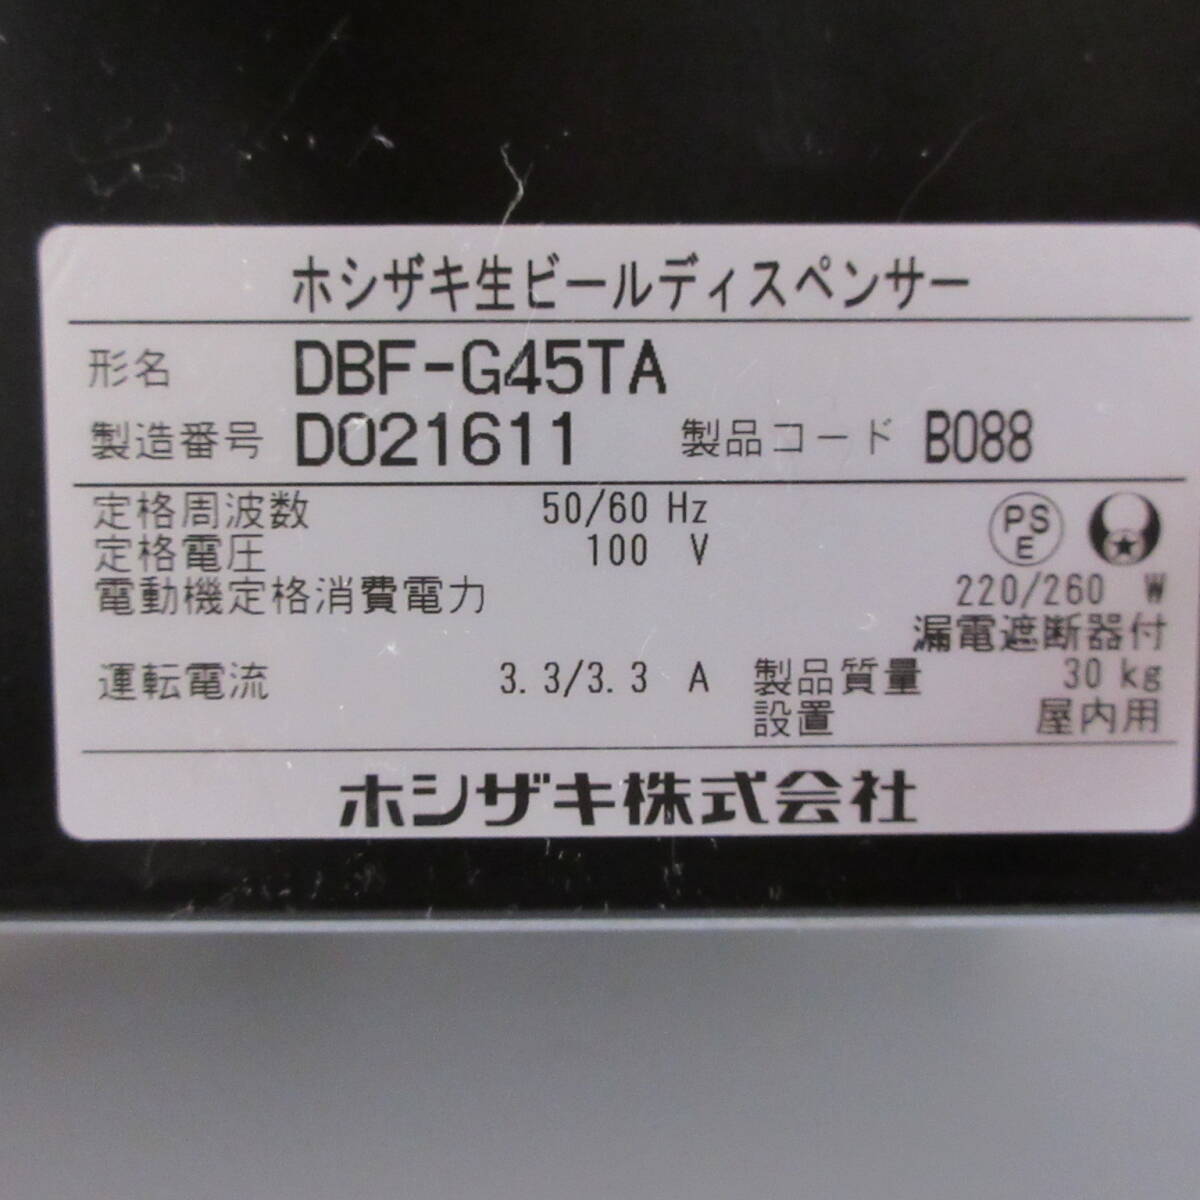 ホシザキ生ビールディスペンサー
形名 DBF-G45TA
製造番号 D021611 製品コード B088
定格周波数 50/60 Hz
PS E
定格電圧 100 V
電動機定格消費電力 220/260 W
漏電遮断器付
運転電流 3.3/3.3 A 製品質量 30 kg
設置 屋内用
ホシザキ株式会社